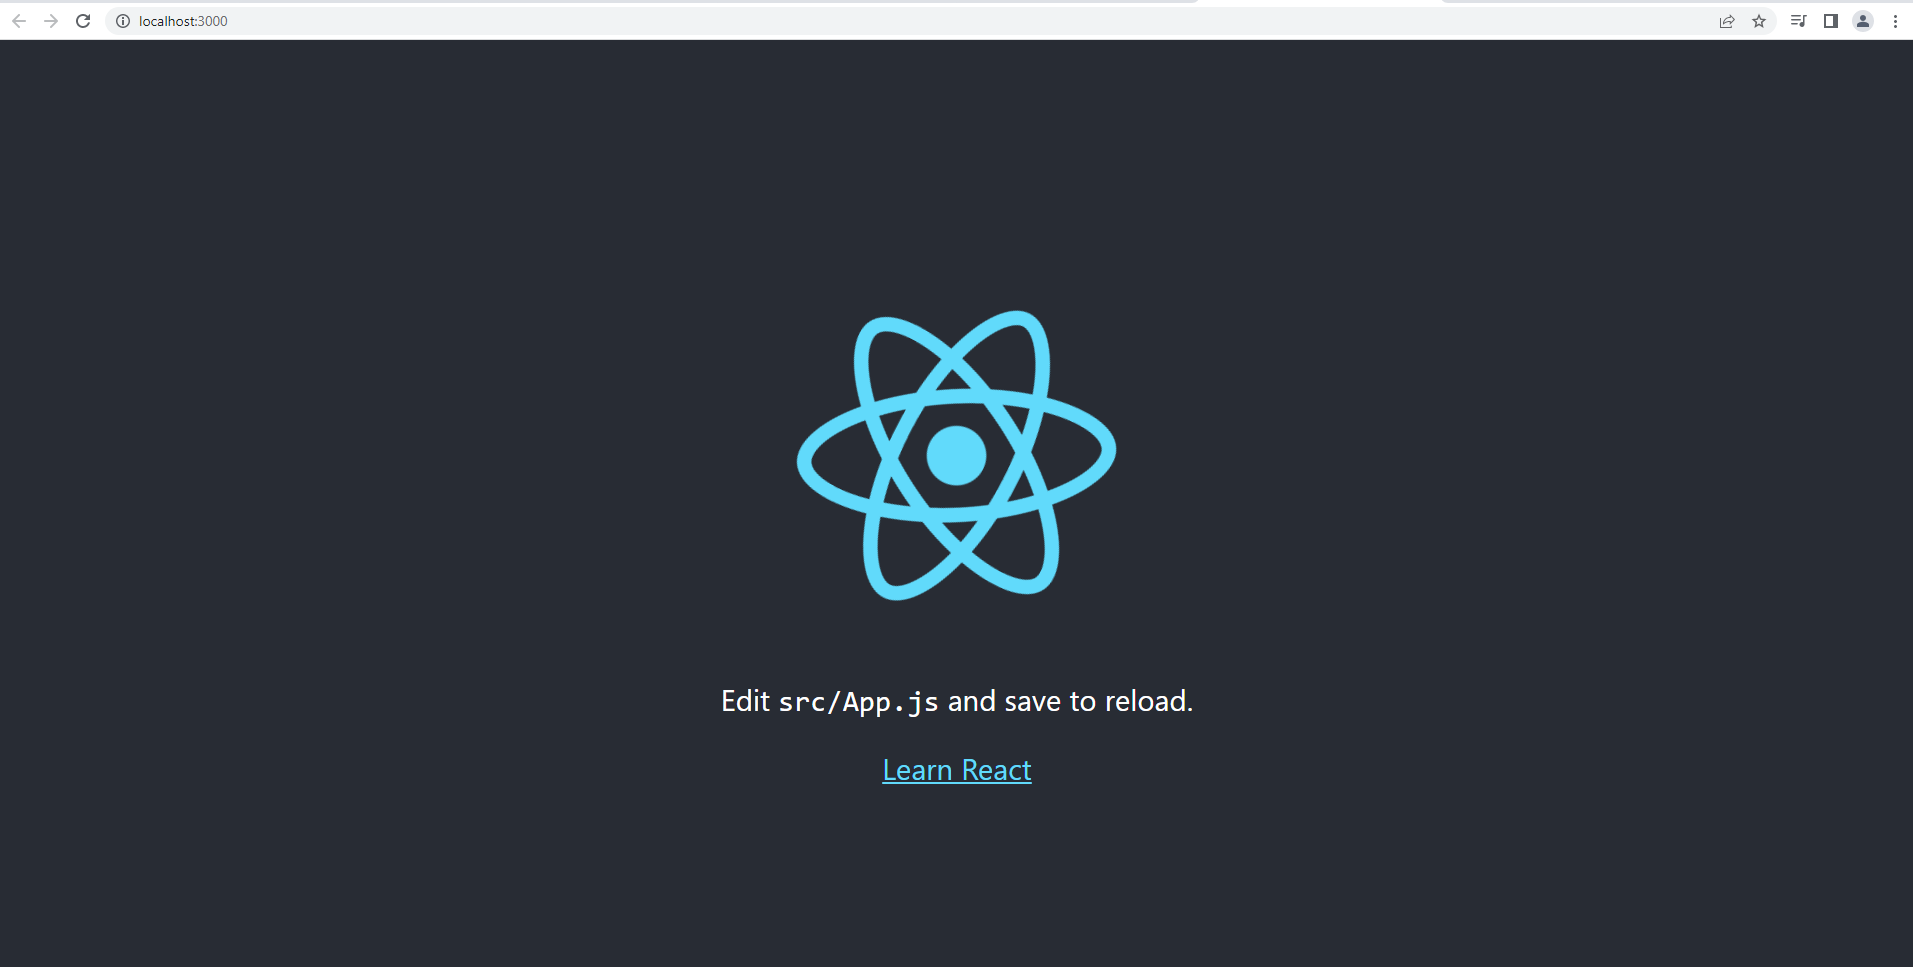 localhost:3000
Edit src/App.js and save to reload.
Learn React